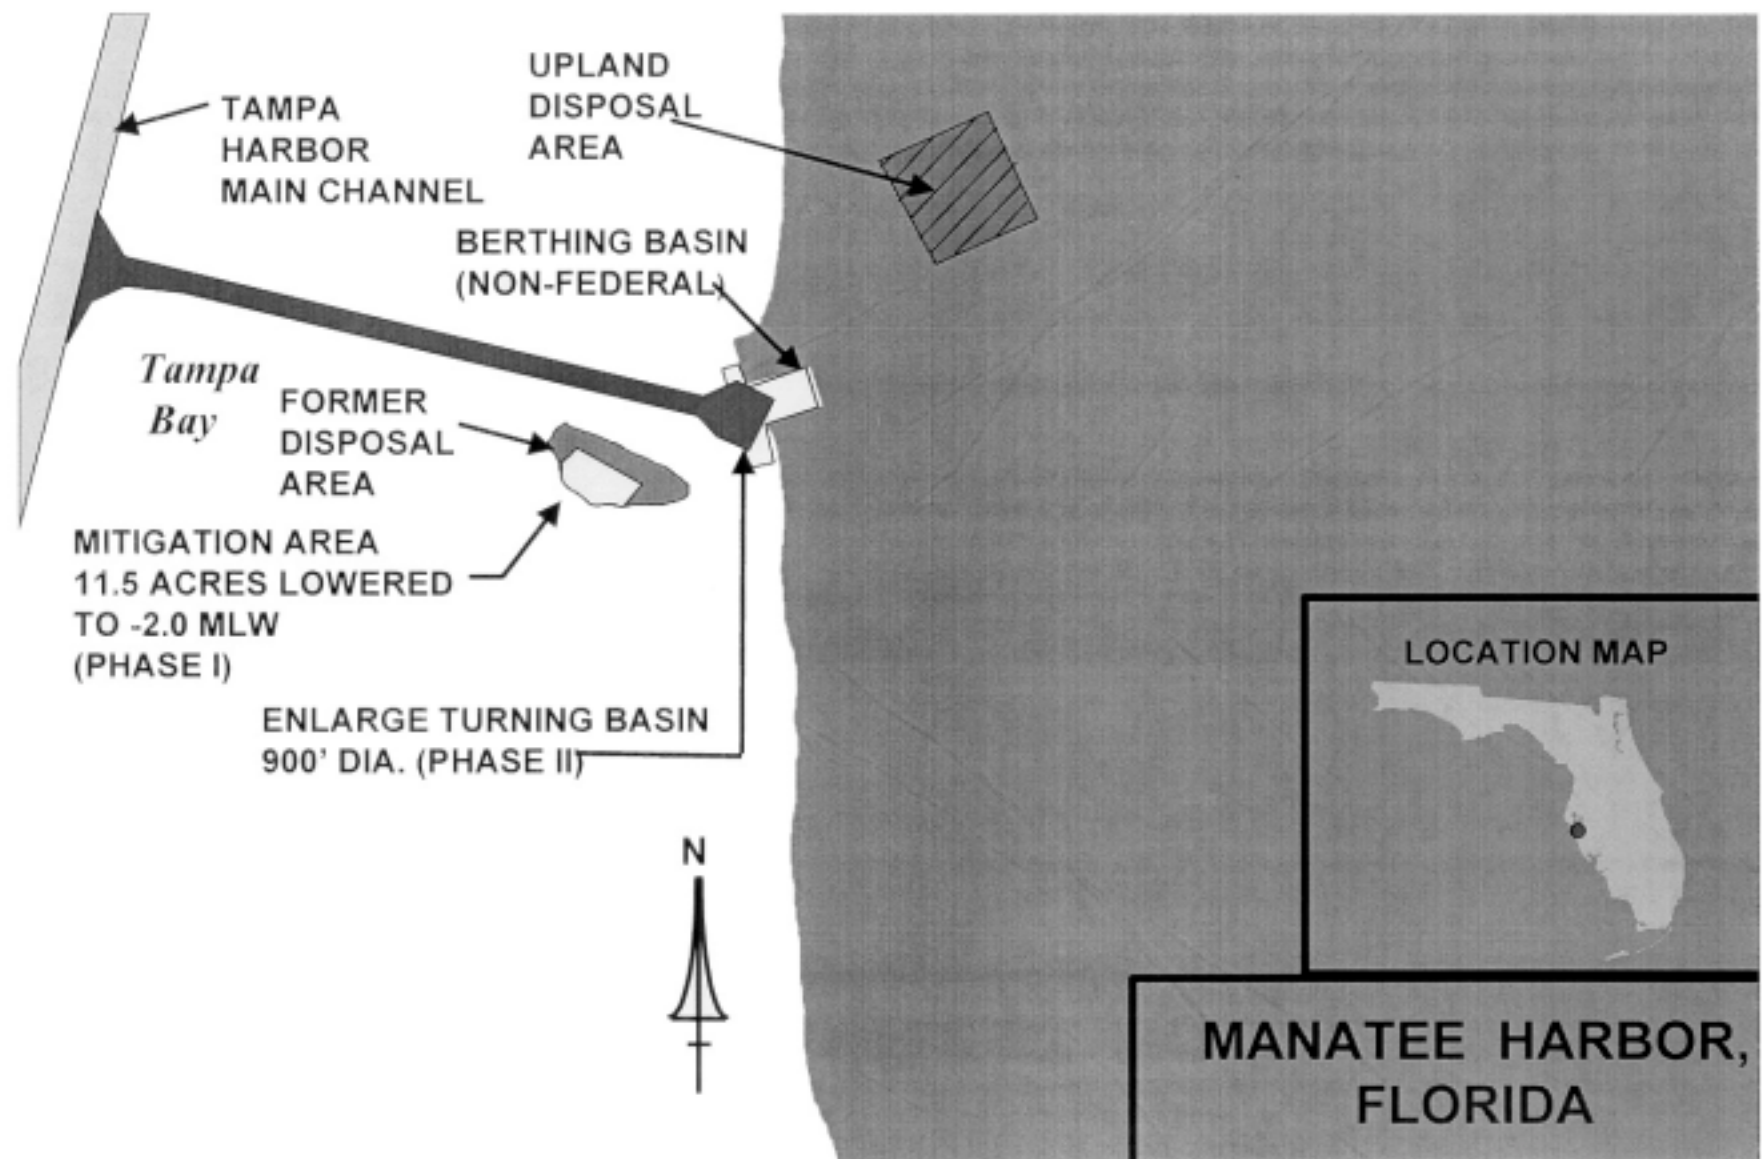 UPLAND
DISPOSAL
AREA
TAMPA
HARBOR
MAIN CHANNEL
BERTHING BASIN
(NON-FEDERAL)
Tampa
Bay
FORMER
DISPOSAL
AREA
MITIGATION AREA
11.5 ACRES LOWERED
TO -2.0 MLW
(PHASE I)
ENLARGE TURNING BASIN
900' DIA. (PHASE II)
N
LOCATION MAP
MANATEE HARBOR,
FLORIDA